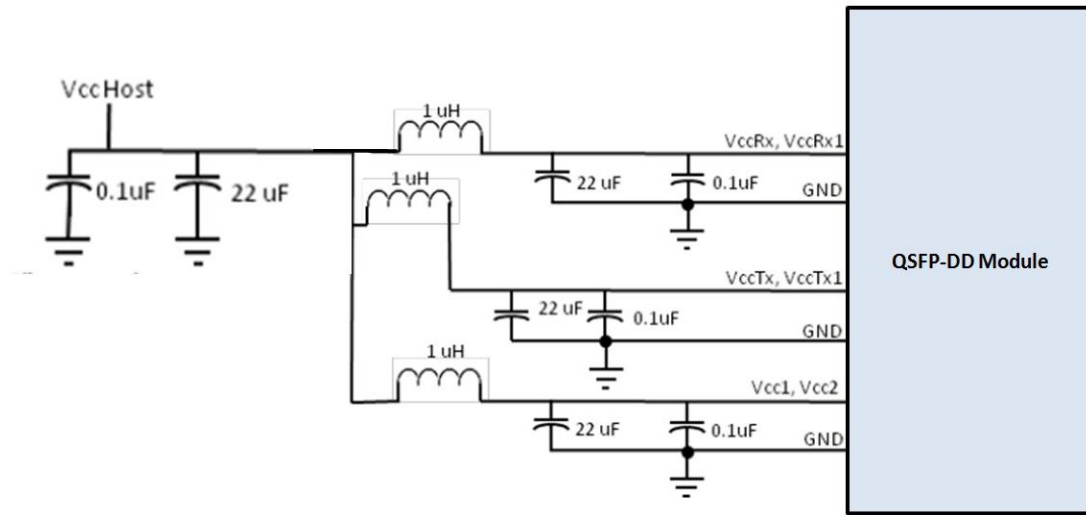 VccHost
0.1uF
22 uF
1 uH
VccRx, VccRx1
22 uF
0.1uF
GND
1 uH
VccTx, VccTx1
22 uF
0.1uF
GND
1 uH
Vcc1, Vcc2
22 uF
0.1uF
GND
QSFP-DD Module